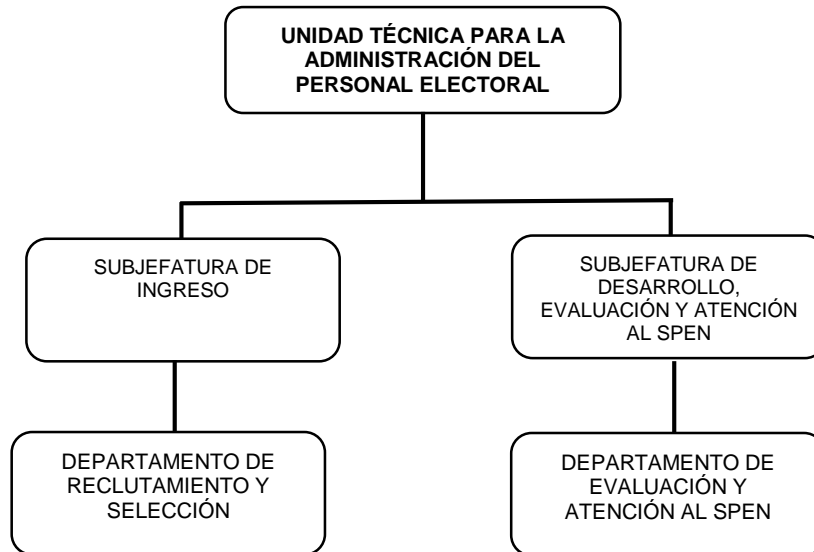 UNIDAD TÉCNICA PARA LA
ADMINISTRACIÓN DEL
PERSONAL ELECTORAL
SUBJEFATURA DE
INGRESO
SUBJEFATURA DE
DESARROLLO,
EVALUACIÓN Y ATENCIÓN
AL SPEN
DEPARTAMENTO DE
RECLUTAMIENTO Y
SELECCIÓN
DEPARTAMENTO DE
EVALUACIÓN Y
ATENCIÓN AL SPEN